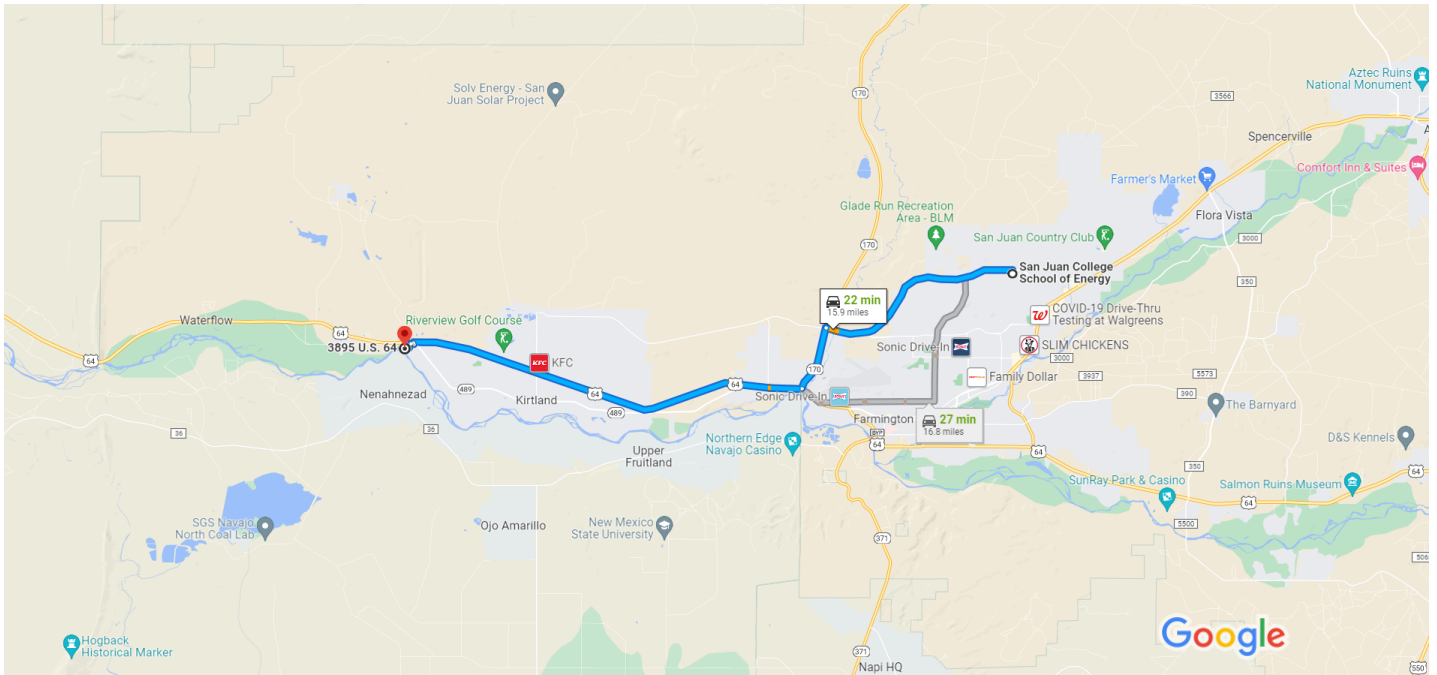 Aztec Ruins
National Monument
Solv Energy - San
Juan Solar Project
170
3566
Spencerville
A
Comfort Inn & Suites
Farmer's Market
Flora Vista
Glade Run Recreation
Area - BLM
San Juan Country Club
170
3000
San Juan College
School of Energy
350
22 min
15.9 miles
Waterflow
Riverview Golf Course
64
COVID-19 Drive-Thru
Testing at Walgreens
3895 U.S. 64
64
Sonic Drive-In
SLIM CHICKENS
3000
KFC
KFC
170
Family Dollar
3937
5573
64
489
Nenahnezad
Kirtland
64
489
Sonic Drive-In
390
The Barnyard
36
36
Farmington
27 min
16.8 miles
BYP
64
Northern Edge
Navajo Casino
64
D&S Kennels
Upper
Fruitland
350
64
SunRay Park & Casino
Salmon Ruins Museum
64
SGS Navajo
North Coal Lab
Ojo Amarillo
New Mexico
State University
5500
371
506
Google
Hogback
Historical Marker
371
Napi HQ
550